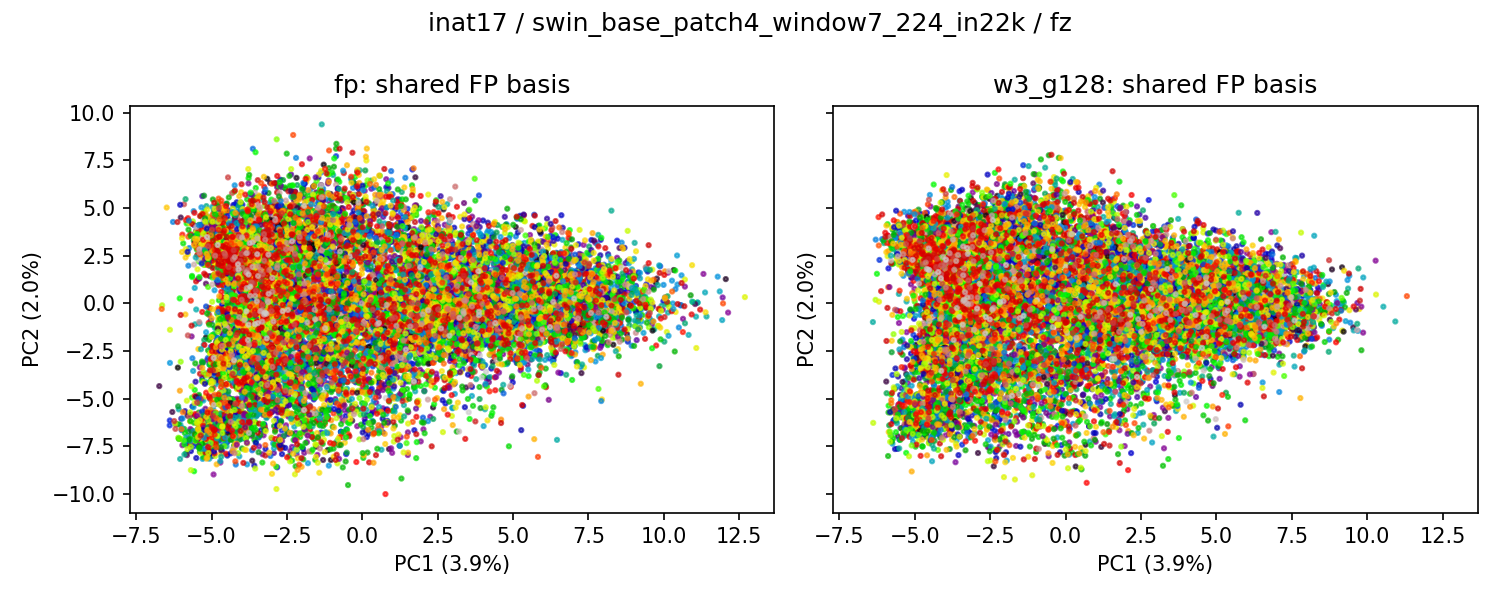 inat17 / swin_base_patch4_window7_224_in22k / fz
fp: shared FP basis
w3_g128: shared FP basis
10.0
7.5
5.0
2.5
0.0
−2.5
−5.0
−7.5
−10.0
PC2 (2.0%)
PC2 (2.0%)
−7.5 −5.0 −2.5 0.0 2.5 5.0 7.5 10.0 12.5
−7.5 −5.0 −2.5 0.0 2.5 5.0 7.5 10.0 12.5
PC1 (3.9%)
PC1 (3.9%)